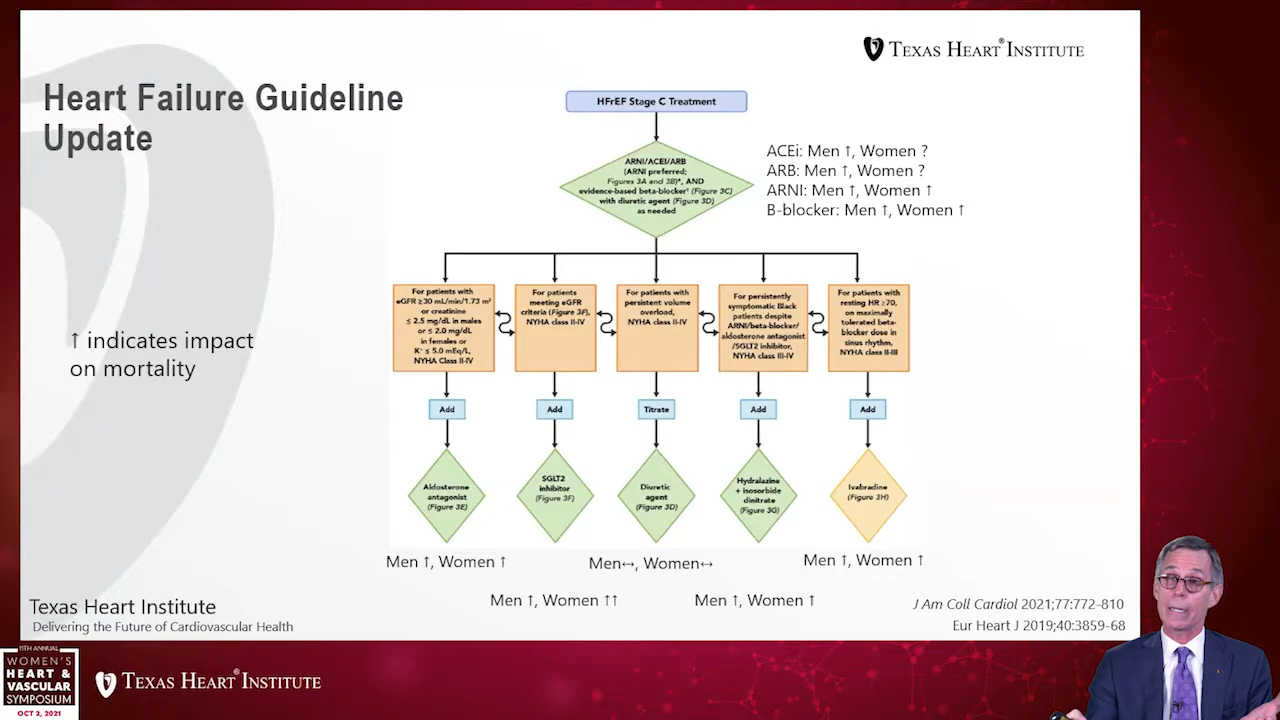 TEXAS HEART® INSTITUTE
Heart Failure Guideline
Update
HFrEF Stage C Treatment
ARNI/ACEI/ARB
(ARNI preferred;
Figures 3A and 3B)*, AND
evidence-based beta-blocker† (Figure 3C)
with diuretic agent (Figure 3D)
as needed
ACEi: Men ↑, Women ?
ARB: Men ↑, Women ?
ARNI: Men ↑, Women ↑
B-blocker: Men ↑, Women ↑
For patients with
eGFR ≥30 mL/min/1.73 m²
or creatinine
≤ 2.5 mg/dL in males
or ≤ 2.0 mg/dL
in females or
K⁺ ≤ 5.0 mEq/L,
NYHA Class II-IV
For patients
meeting eGFR
criteria (Figure 3F),
NYHA class II-IV
For patients with
persistent volume
overload,
NYHA class II-IV
For persistently
symptomatic Black
patients despite
ARNI/beta-blocker/
aldosterone antagonist
/SGLT2 inhibitor,
NYHA class III-IV
For patients with
resting HR ≥70,
on maximally
tolerated beta-
blocker dose in
sinus rhythm,
NYHA class II-III
↑ indicates impact
on mortality
Add
Add
Titrate
Add
Add
Aldosterone
antagonist
(Figure 3E)
SGLT2
inhibitor
(Figure 3F)
Diuretic
agent
(Figure 3D)
Hydralazine
+ isosorbide
dinitrate
(Figure 3G)
Ivabradine
(Figure 3H)
Men ↑, Women ↑
Men↔, Women↔
Men ↑, Women ↑
Men ↑, Women ↑↑
Men ↑, Women ↑
Texas Heart Institute
Delivering the Future of Cardiovascular Health
J Am Coll Cardiol 2021;77:772-810
Eur Heart J 2019;40:3859-68
11TH ANNUAL
WOMEN'S
HEART &
VASCULAR
SYMPOSIUM
OCT 2, 2021
TEXAS HEART® INSTITUTE